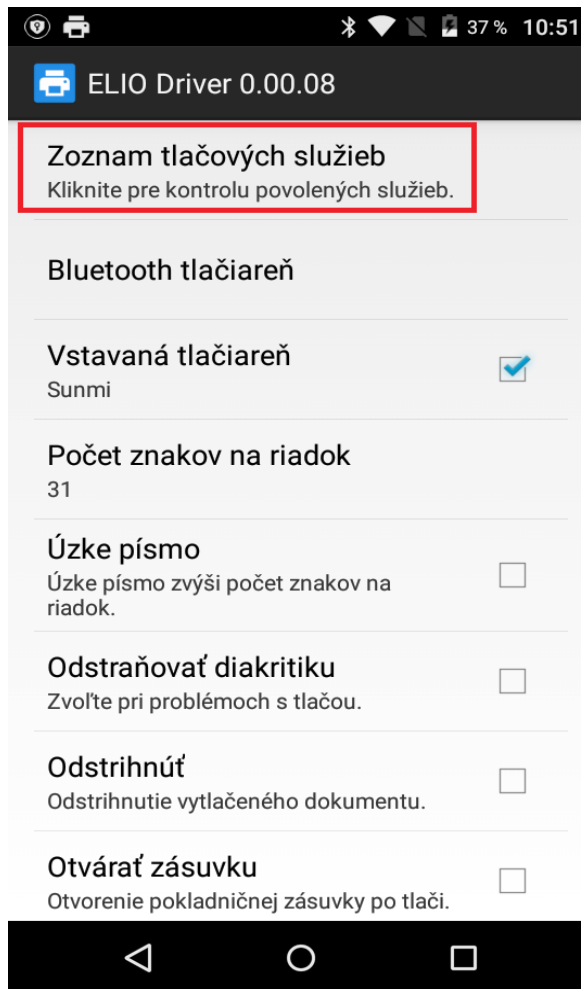 37 % 10:51
ELIO Driver 0.00.08
Zoznam tlačových služieb
Kliknite pre kontrolu povolených služieb.
Bluetooth tlačiareň
Vstavaná tlačiareň
Sunmi
Počet znakov na riadok
31
Úzke písmo
Úzke písmo zvýši počet znakov na
riadok.
Odstraňovať diakritiku
Zvoľte pri problémoch s tlačou.
Odstrihnúť
Odstrihnutie vytlačeného dokumentu.
Otvárať zásuvku
Otvorenie pokladničnej zásuvky po tlači.